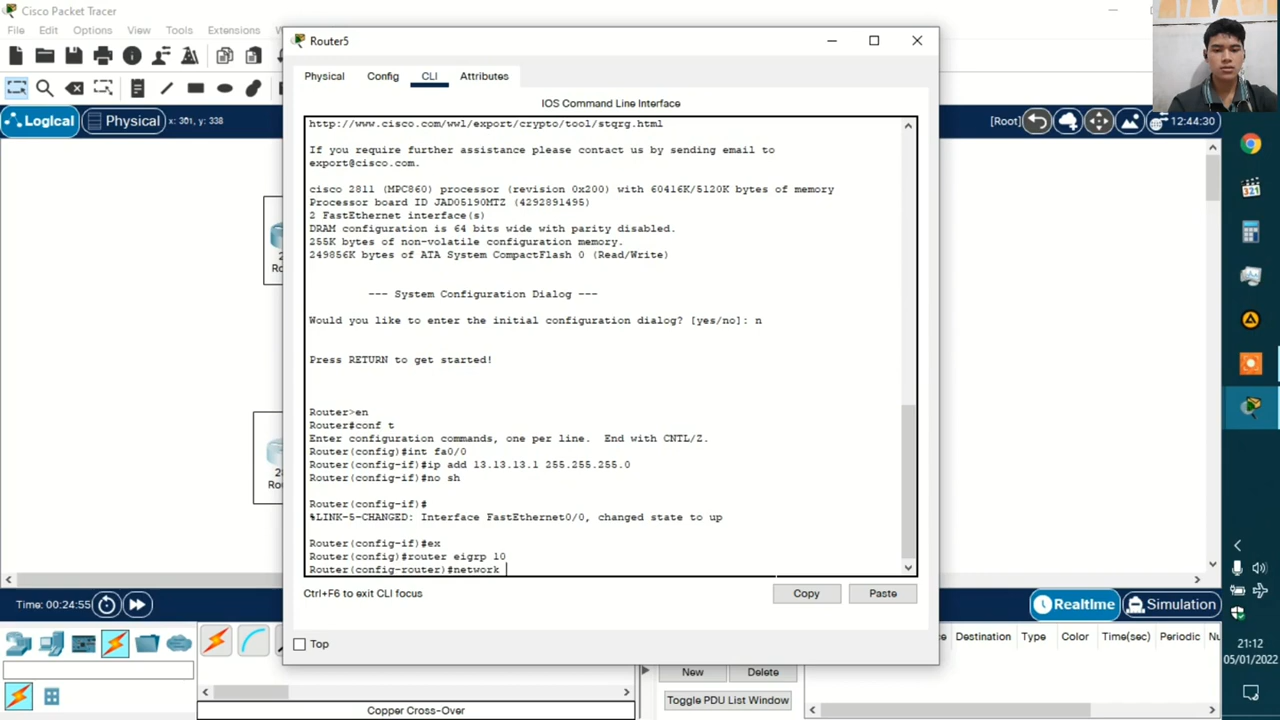 Cisco Packet Tracer
File Edit Options View Tools Extensions
Router5
Physical Config CLI Attributes
IOS Command Line Interface
Logical Physical x: 301, y: 338
[Root] 12:44:30
http://www.cisco.com/wwl/export/crypto/tool/stqrg.html
If you require further assistance please contact us by sending email to
export@cisco.com.
cisco 2811 (MPC860) processor (revision 0x200) with 60416K/5120K bytes of memory
Processor board ID JAD05190MTZ (4292891495)
2 FastEthernet interface(s)
DRAM configuration is 64 bits wide with parity disabled.
255K bytes of non-volatile configuration memory.
249856K bytes of ATA System CompactFlash 0 (Read/Write)
--- System Configuration Dialog ---
Would you like to enter the initial configuration dialog? [yes/no]: n
Press RETURN to get started!
Router>en
Router#conf t
Enter configuration commands, one per line. End with CNTL/Z.
Router(config)#int fa0/0
Router(config-if)#ip add 13.13.13.1 255.255.255.0
Router(config-if)#no sh
Router(config-if)#
%LINK-5-CHANGED: Interface FastEthernet0/0, changed state to up
Router(config-if)#ex
Router(config)#router eigrp 10
Router(config-router)#network
Ctrl+F6 to exit CLI focus
Copy Paste
Top
Time: 00:24:55
Realtime Simulation
Destination Type Color Time(sec) Periodic
New Delete
Toggle PDU List Window
Copper Cross-Over
321
21:12
05/01/2022